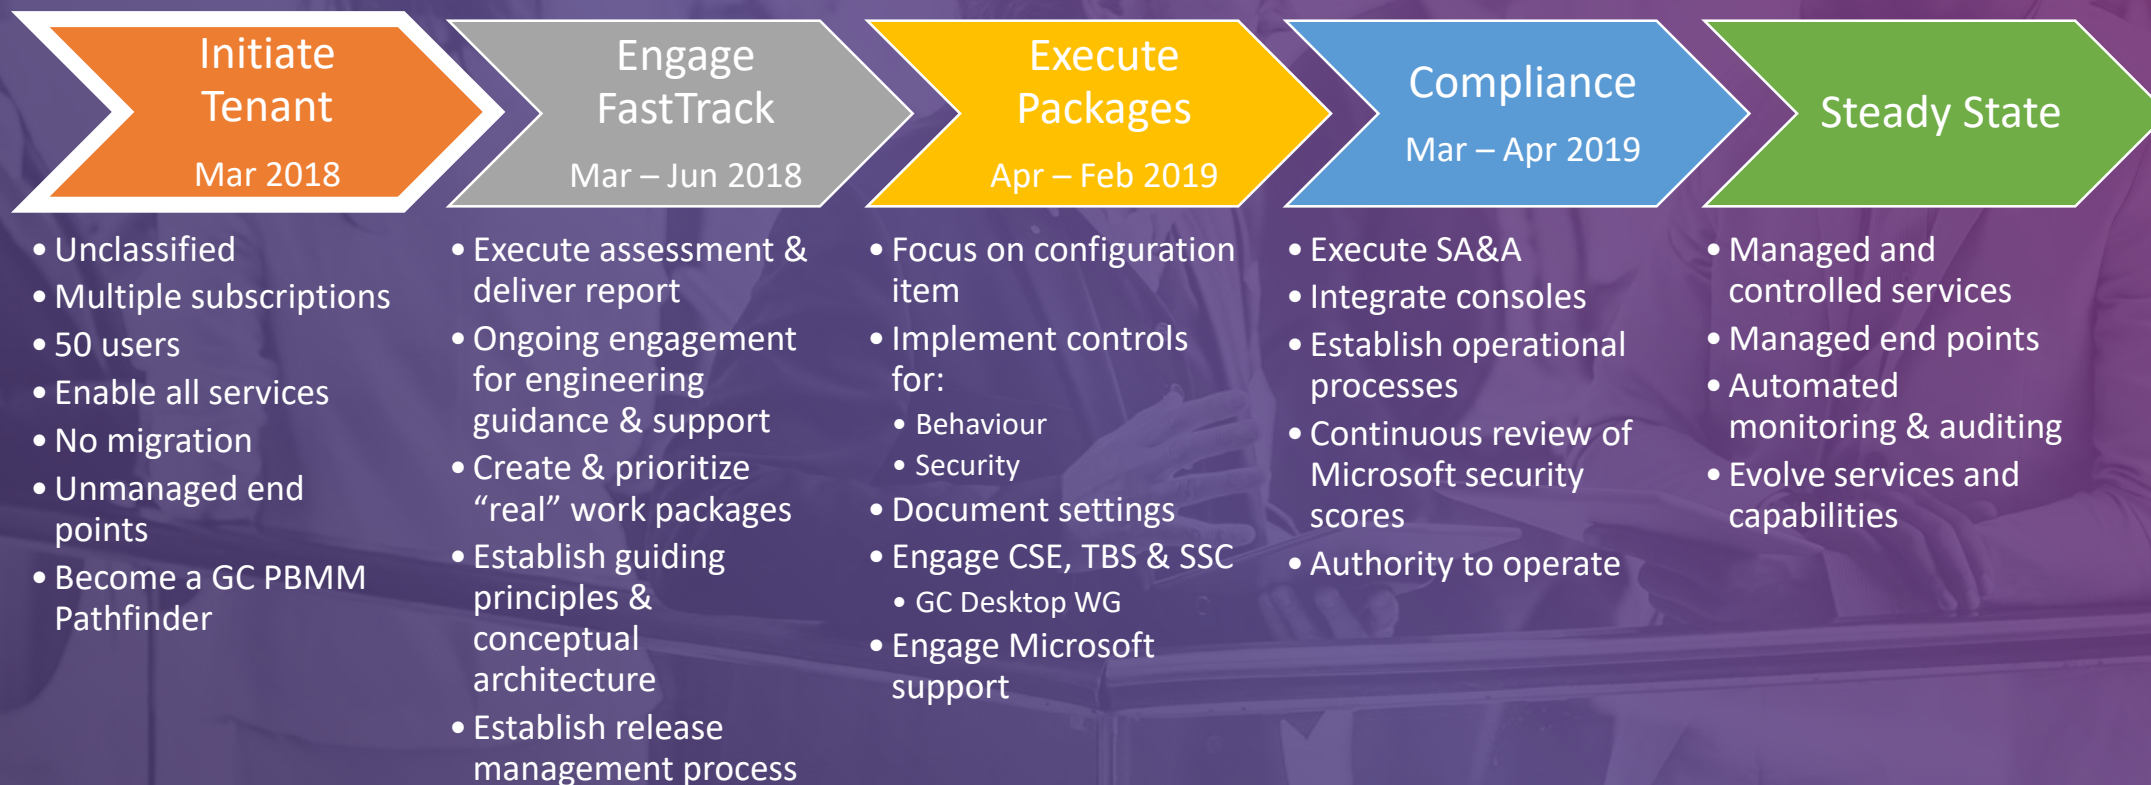 Initiate
Tenant
Mar 2018
• Unclassified
• Multiple subscriptions
• 50 users
• Enable all services
• No migration
• Unmanaged end
points
• Become a GC PBMM
Pathfinder
Engage
FastTrack
Mar – Jun 2018
• Execute assessment &
deliver report
• Ongoing engagement
for engineering
guidance & support
• Create & prioritize
“real” work packages
• Establish guiding
principles &
conceptual
architecture
• Establish release
management process
Execute
Packages
Apr – Feb 2019
• Focus on configuration
item
• Implement controls
for:
• Behaviour
• Security
• Document settings
• Engage CSE, TBS & SSC
• GC Desktop WG
• Engage Microsoft
support
Compliance
Mar – Apr 2019
• Execute SA&A
• Integrate consoles
• Establish operational
processes
• Continuous review of
Microsoft security
scores
• Authority to operate
Steady State
• Managed and
controlled services
• Managed end points
• Automated
monitoring & auditing
• Evolve services and
capabilities